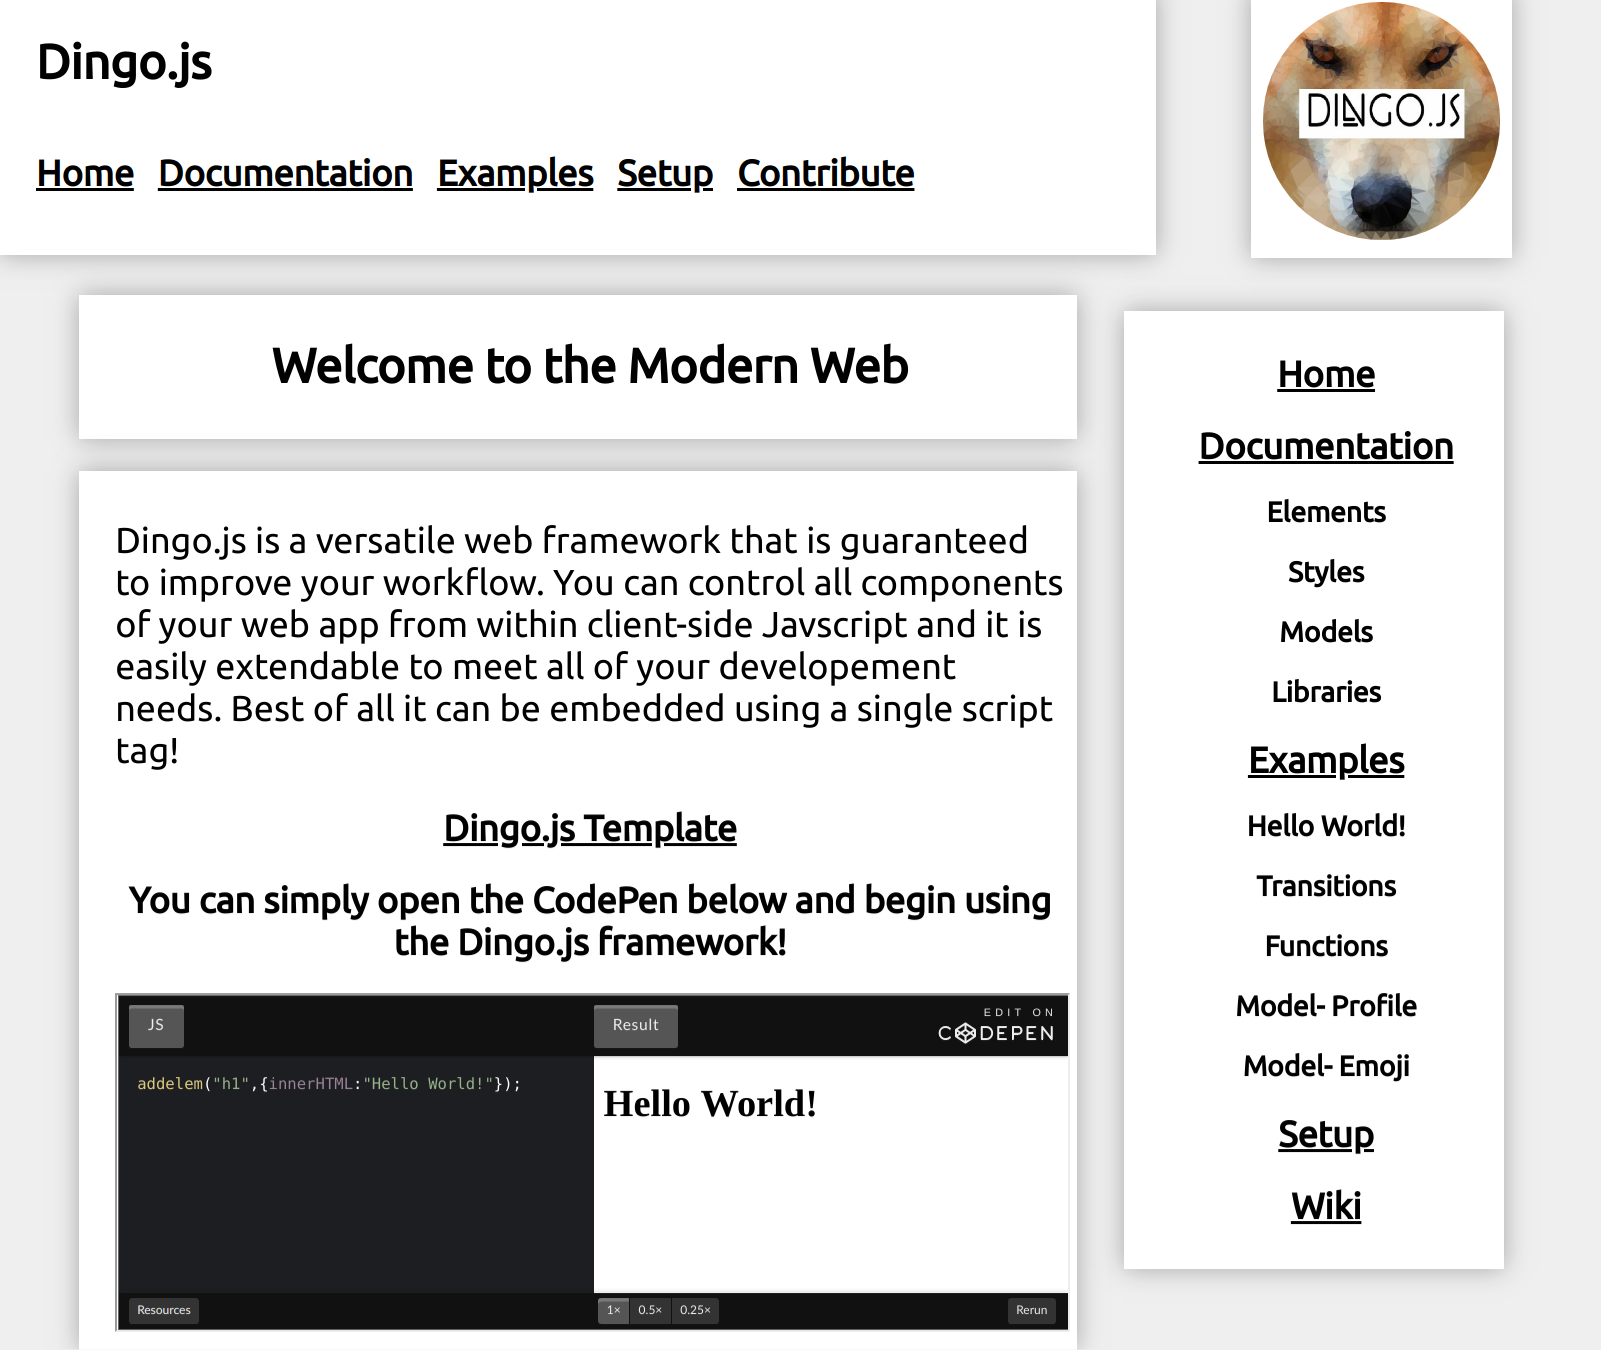 Dingo.js
Home Documentation Examples Setup Contribute
DINGO.JS
Welcome to the Modern Web
Dingo.js is a versatile web framework that is guaranteed
to improve your workflow. You can control all components
of your web app from within client-side Javscript and it is
easily extendable to meet all of your developement
needs. Best of all it can be embedded using a single script
tag!
Dingo.js Template
You can simply open the CodePen below and begin using
the Dingo.js framework!
JS
Result
EDIT ON
CODEPEN
addelem("h1",{innerHTML:"Hello World!"});
Hello World!
Resources
1× 0.5× 0.25×
Rerun
Home
Documentation
Elements
Styles
Models
Libraries
Examples
Hello World!
Transitions
Functions
Model- Profile
Model- Emoji
Setup
Wiki